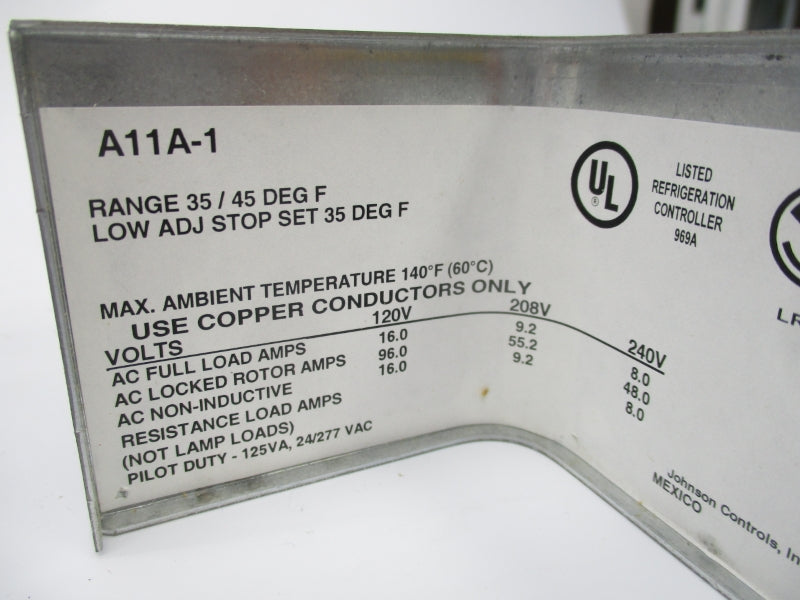 A11A-1
RANGE 35 / 45 DEG F
LOW ADJ STOP SET 35 DEG F
UL
®
LISTED
REFRIGERATION
CONTROLLER
969A
MAX. AMBIENT TEMPERATURE 140°F (60°C)
USE COPPER CONDUCTORS ONLY
VOLTS 120V 208V 240V
AC FULL LOAD AMPS 16.0 9.2 8.0
AC LOCKED ROTOR AMPS 96.0 55.2 48.0
AC NON-INDUCTIVE 16.0 9.2 8.0
RESISTANCE LOAD AMPS
(NOT LAMP LOADS)
PILOT DUTY - 125VA, 24/277 VAC
LR
Johnson Controls, In
MEXICO